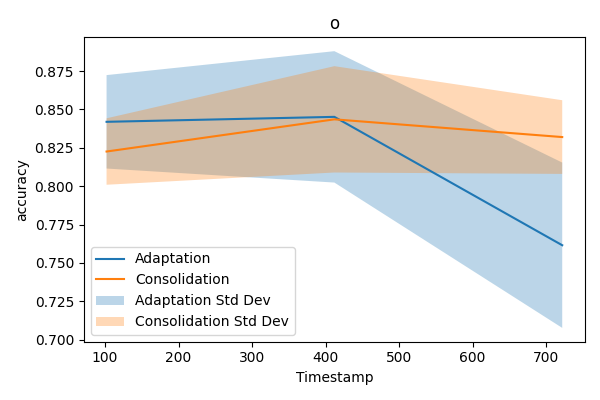 o
accuracy
0.875
0.850
0.825
0.800
0.775
0.750
0.725
0.700
Adaptation
Consolidation
Adaptation Std Dev
Consolidation Std Dev
100 200 300 400 500 600 700
Timestamp